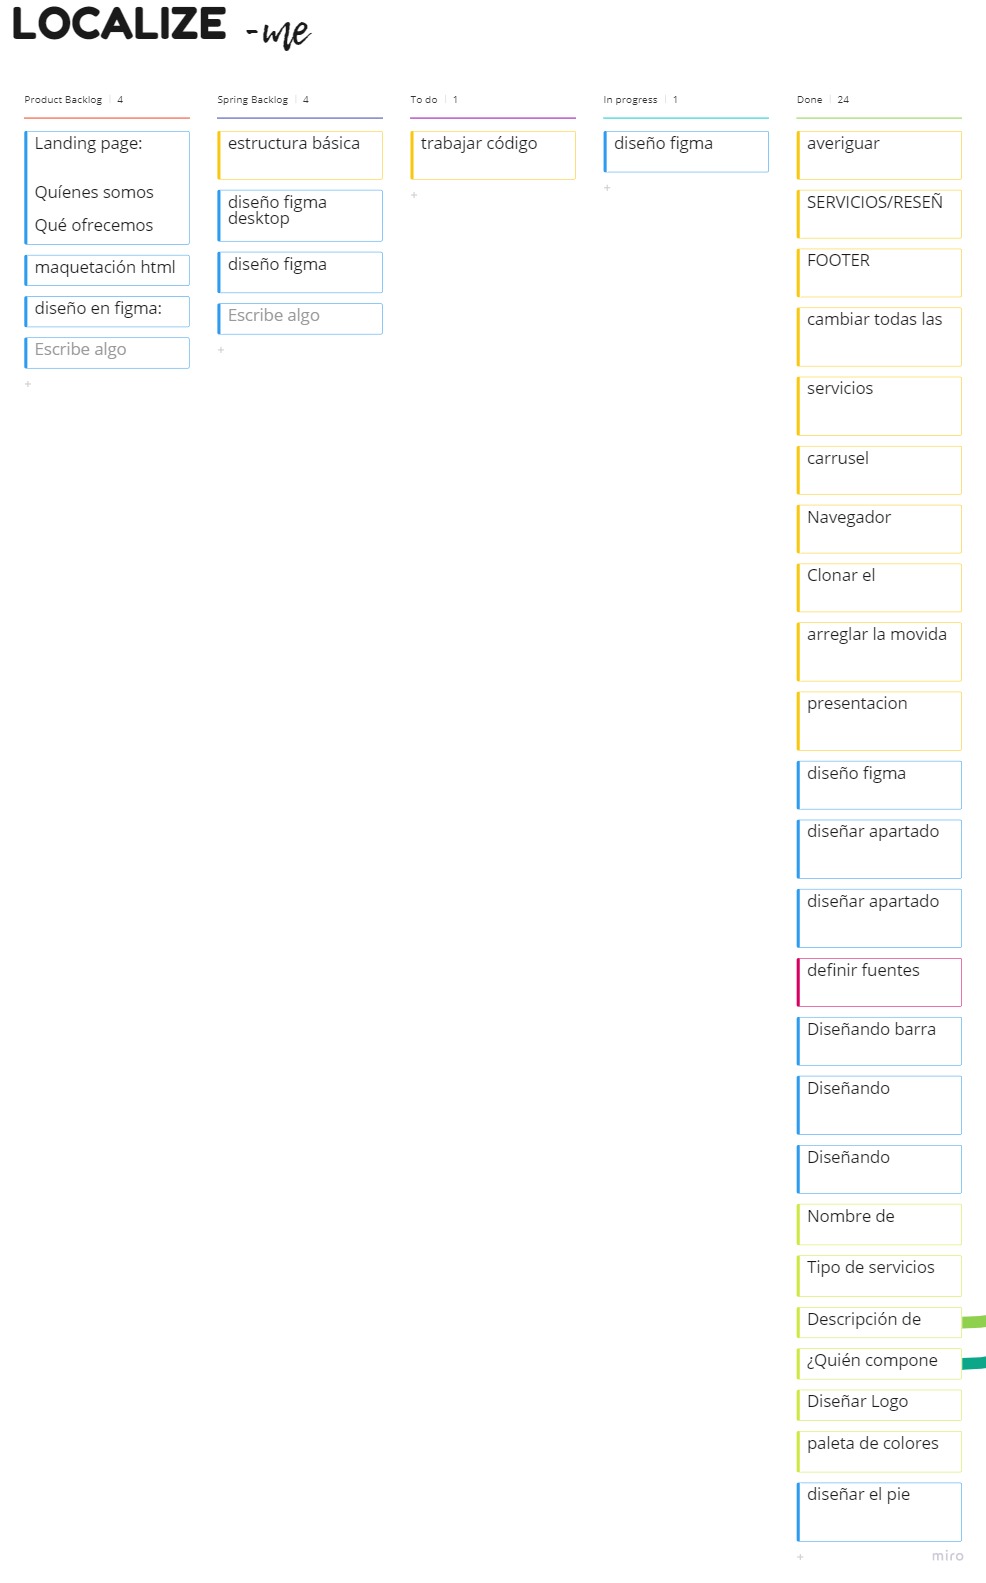 LOCALIZE -me
Product Backlog 4
Landing page:
Quíenes somos
Qué ofrecemos
maquetación html
diseño en figma:
Escribe algo
+
Spring Backlog 4
estructura básica
diseño figma
desktop
diseño figma
Escribe algo
+
To do 1
trabajar código
+
In progress 1
diseño figma
+
Done 24
averiguar
SERVICIOS/RESEÑ
FOOTER
cambiar todas las
servicios
carrusel
Navegador
Clonar el
arreglar la movida
presentacion
diseño figma
diseñar apartado
diseñar apartado
definir fuentes
Diseñando barra
Diseñando
Diseñando
Nombre de
Tipo de servicios
Descripción de
¿Quién compone
Diseñar Logo
paleta de colores
diseñar el pie
+
miro